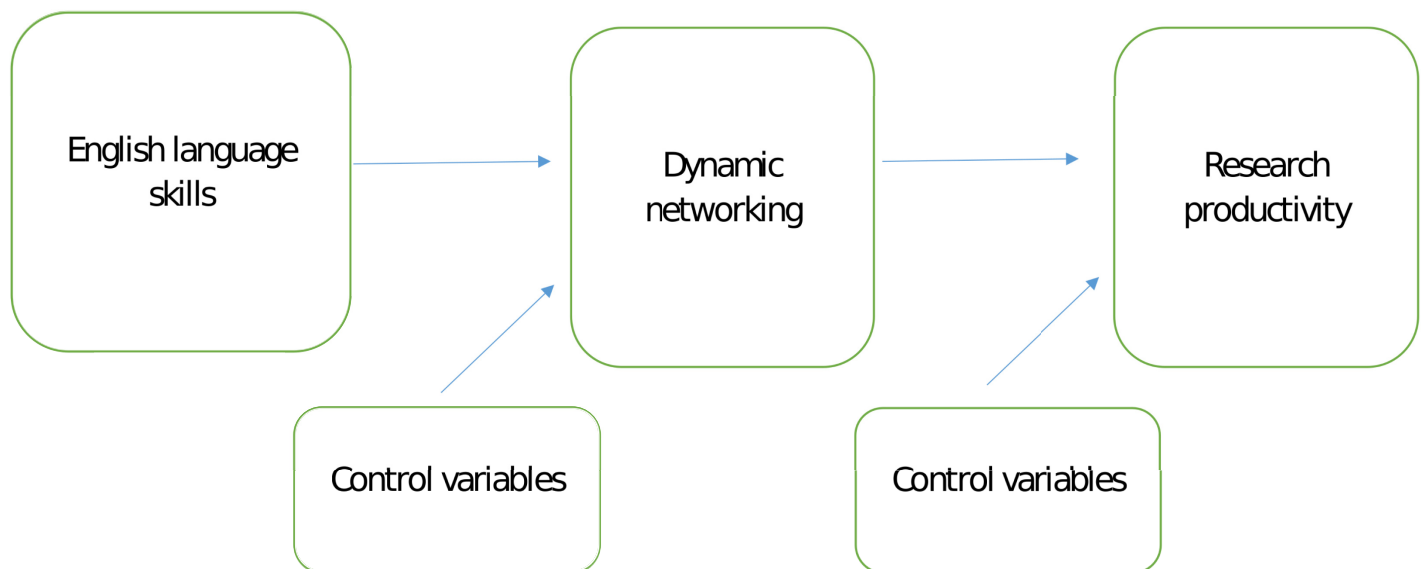 English language
skills
Dynamic
networking
Research
productivity
Control variables
Control variables